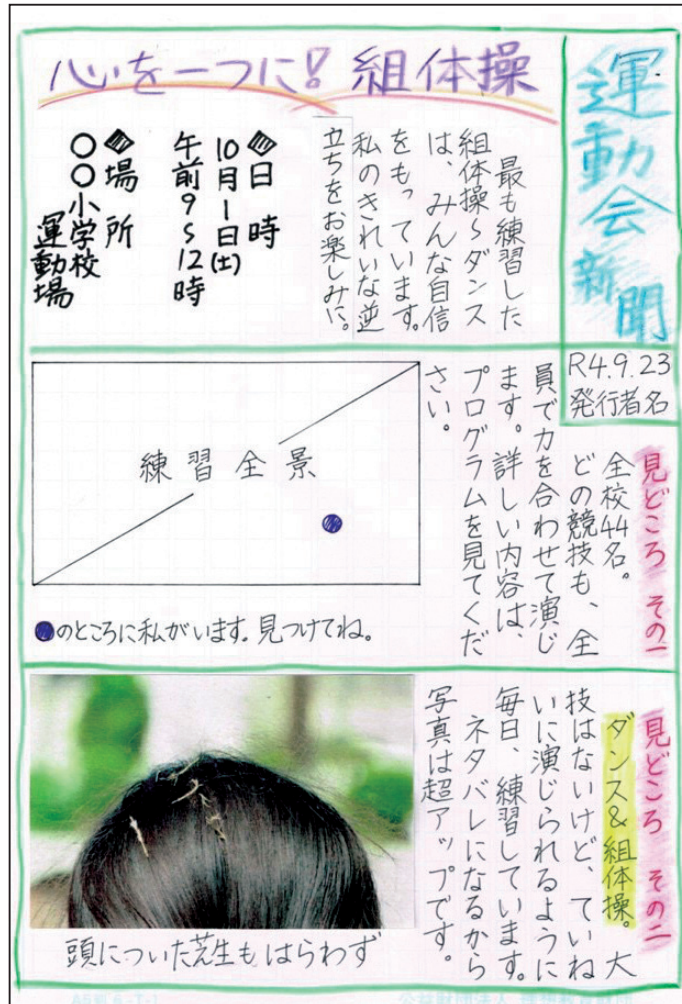 運動会新聞
R4.9.23
発行者名
心を一つに！組体操
最も練習した
組体操〜ダンス
は、みんな自信
をもっています。
私のきれいな逆
立ちをお楽しみに。
◆日時
10月1日(土)
午前9〜12時
◆場所
〇〇小学校
運動場
見どころ その一
全校44名。
どの競技も、全
員で力を合わせて演じ
ます。詳しい内容は、
プログラムを見てくだ
さい。
練習全景
●のところに私がいます。見つけてね。
見どころ その二
ダンス&組体操。大
技はないけど、ていね
いに演じられるように
毎日、練習しています。
ネタバレになるから
写真は超アップです。
頭についた芝生もはらわず